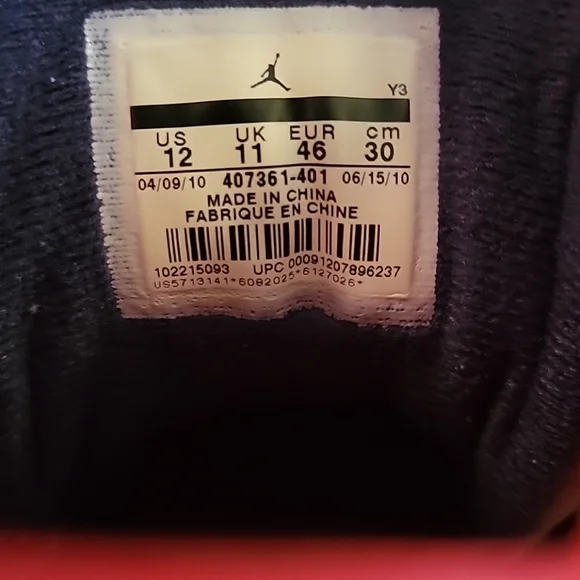 Y3
US UK EUR cm
12 11 46 30
04/09/10 407361-401 06/15/10
MADE IN CHINA
FABRIQUE EN CHINE
102215093 UPC 00091207896237
US5713141*6082025*6127026*